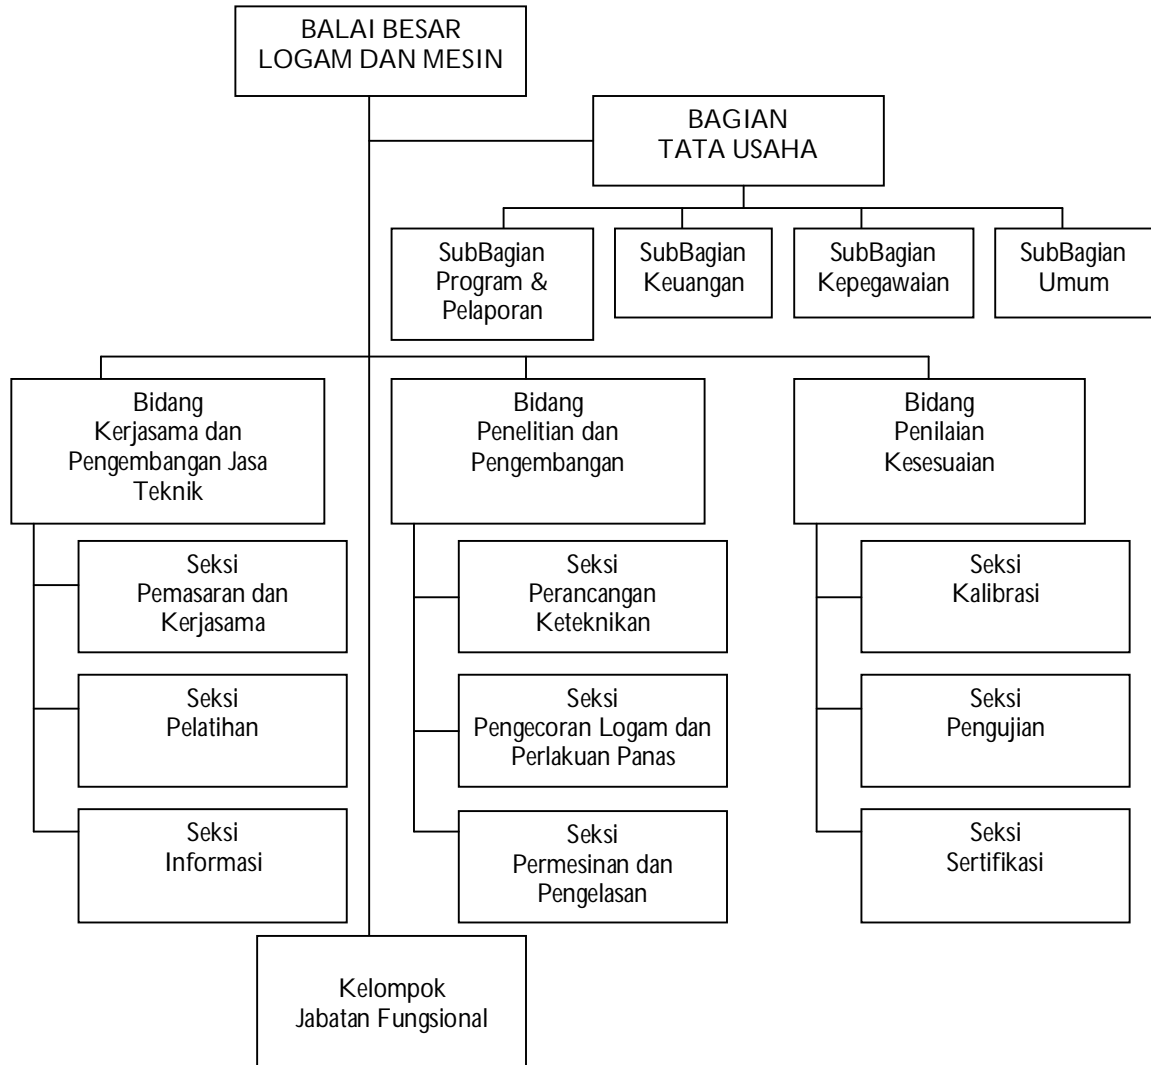 BALAI BESAR
LOGAM DAN MESIN
BAGIAN
TATA USAHA
SubBagian
Program &
Pelaporan
SubBagian
Keuangan
SubBagian
Kepegawaian
SubBagian
Umum
Bidang
Kerjasama dan
Pengembangan Jasa
Teknik
Bidang
Penelitian dan
Pengembangan
Bidang
Penilaian
Kesesuaian
Seksi
Pemasaran dan
Kerjasama
Seksi
Perancangan
Keteknikan
Seksi
Kalibrasi
Seksi
Pelatihan
Seksi
Pengecoran Logam dan
Perlakuan Panas
Seksi
Pengujian
Seksi
Informasi
Seksi
Permesinan dan
Pengelasan
Seksi
Sertifikasi
Kelompok
Jabatan Fungsional